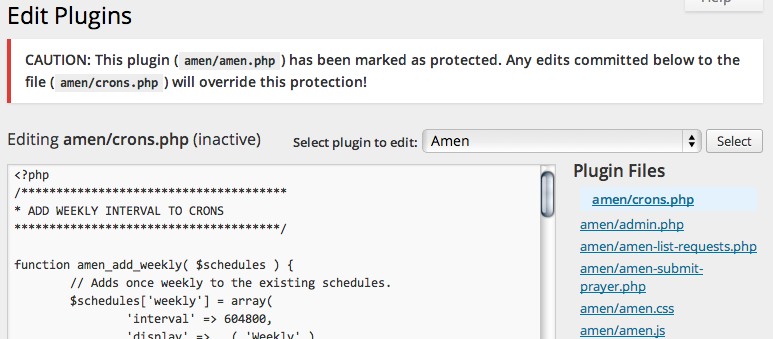 Help
Edit Plugins
CAUTION: This plugin ( amen/amen.php ) has been marked as protected. Any edits committed below to the
file ( amen/crons.php ) will override this protection!
Editing amen/crons.php (inactive)
Select plugin to edit: Amen Select
<?php
/**************************************
* ADD WEEKLY INTERVAL TO CRONS
**************************************/
function amen_add_weekly( $schedules ) {
// Adds once weekly to the existing schedules.
$schedules['weekly'] = array(
'interval' => 604800,
'display' => __( 'Weekly' )
Plugin Files
amen/crons.php
amen/admin.php
amen/amen-list-requests.php
amen/amen-submit-
prayer.php
amen/amen.css
amen/amen.js